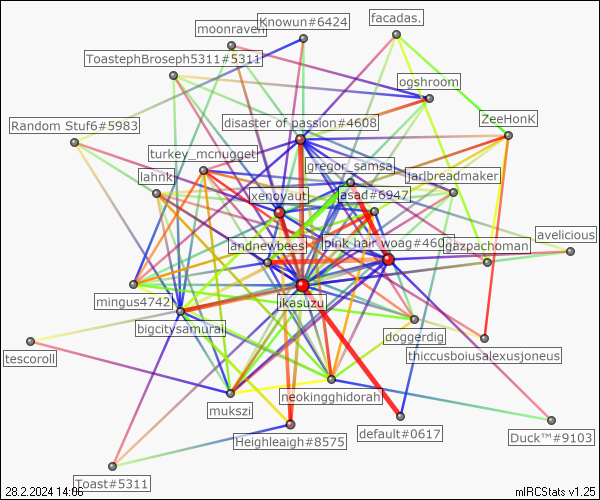 moonraven
Knowun#6424
facadas.
ToastephBroseph5311#5311
ogshroom
Random Stuf6#5983
disaster of passion#4608
ZeeHonK
turkey_mcnugget
gregor_samsa
lahnk
xenoyaut
asad#6947
jarlbreadmaker
landnewbees
pink hair woag#460
gazpachoman
avelicious
mingus4742
ikasuzu
bigcitysamurai
doggerdig
tescoroll
thiccusboiusalexusjoneus
mukszi
neokingghidorah
Heighleaigh#8575
default#0617
Duck™#9103
Toast#5311
28.2.2024 14:06
mIRCStats v1.25